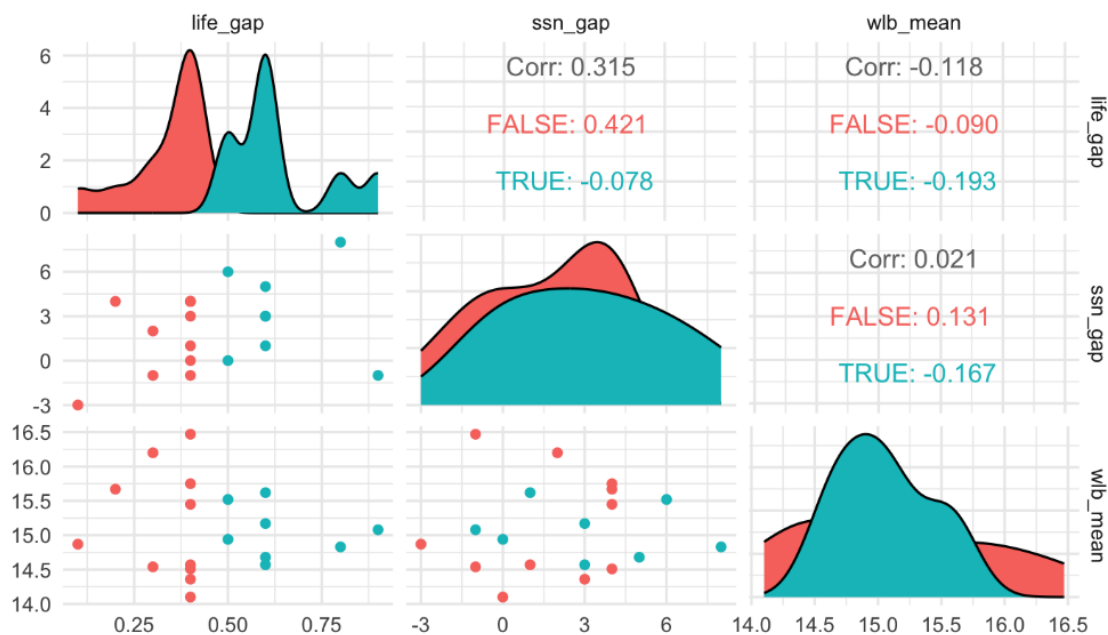 life_gap ssn_gap wlb_mean
6
4
2
0
Corr: 0.315
FALSE: 0.421
TRUE: -0.078
Corr: -0.118
FALSE: -0.090
TRUE: -0.193
life_gap
6
3
0
-3
Corr: 0.021
FALSE: 0.131
TRUE: -0.167
ssn_gap
16.5
16.0
15.5
15.0
14.5
14.0
wlb_mean
0.25 0.50 0.75 -3 0 3 6 14.0 14.5 15.0 15.5 16.0 16.5